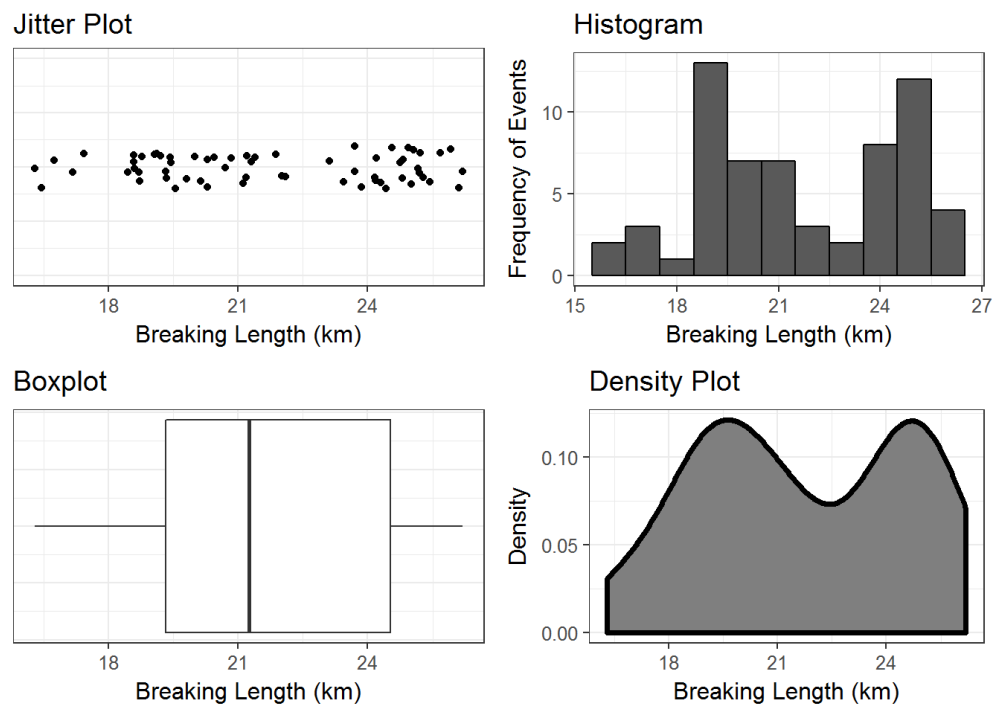 Jitter Plot
18 21 24
Breaking Length (km)
Histogram
Frequency of Events
10
5
0
15 18 21 24 27
Breaking Length (km)
Boxplot
18 21 24
Breaking Length (km)
Density Plot
Density
0.10
0.05
0.00
18 21 24
Breaking Length (km)